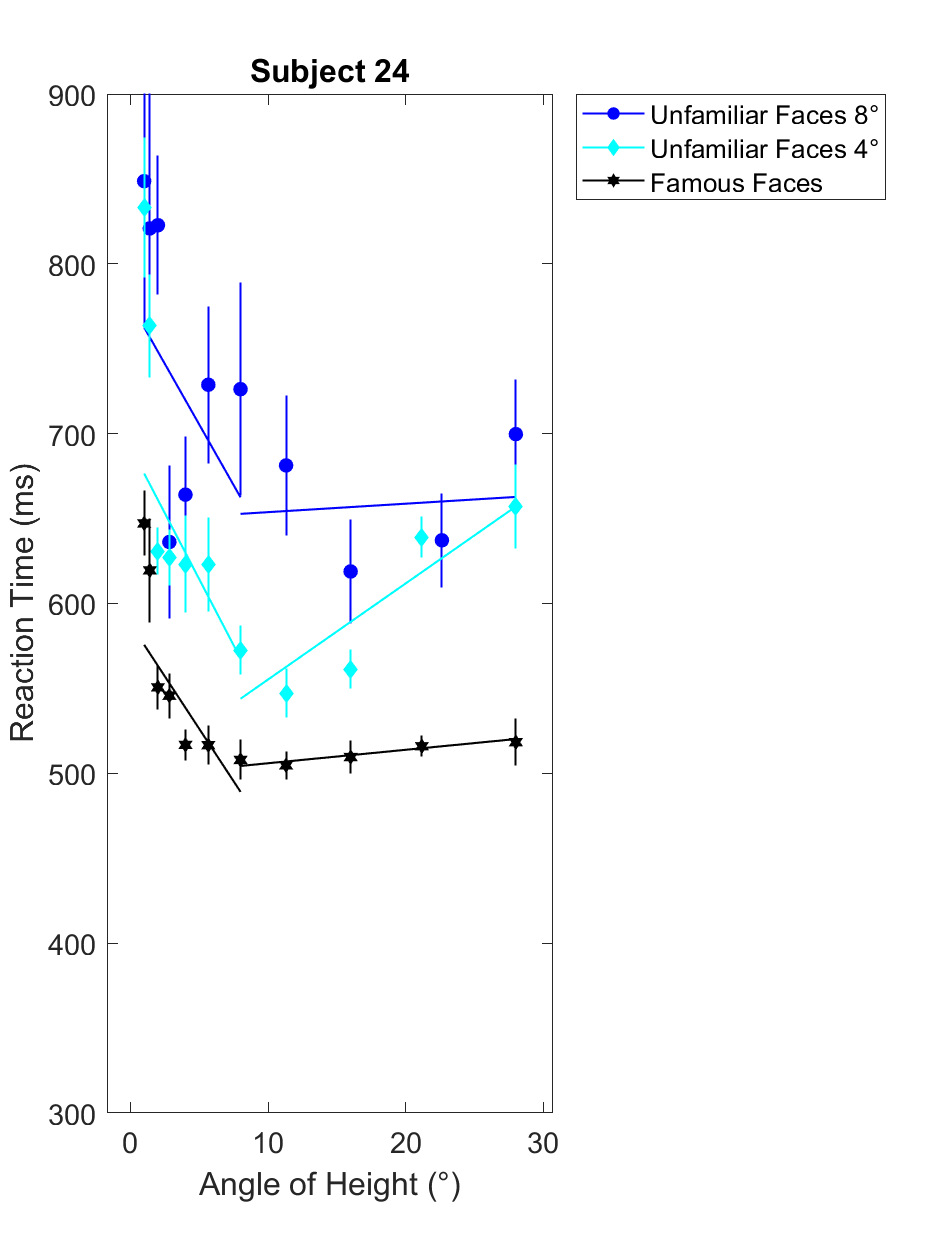 Subject 24
900
800
700
600
500
400
300
0 10 20 30
Reaction Time (ms)
Angle of Height (°)
Unfamiliar Faces 8°
Unfamiliar Faces 4°
Famous Faces